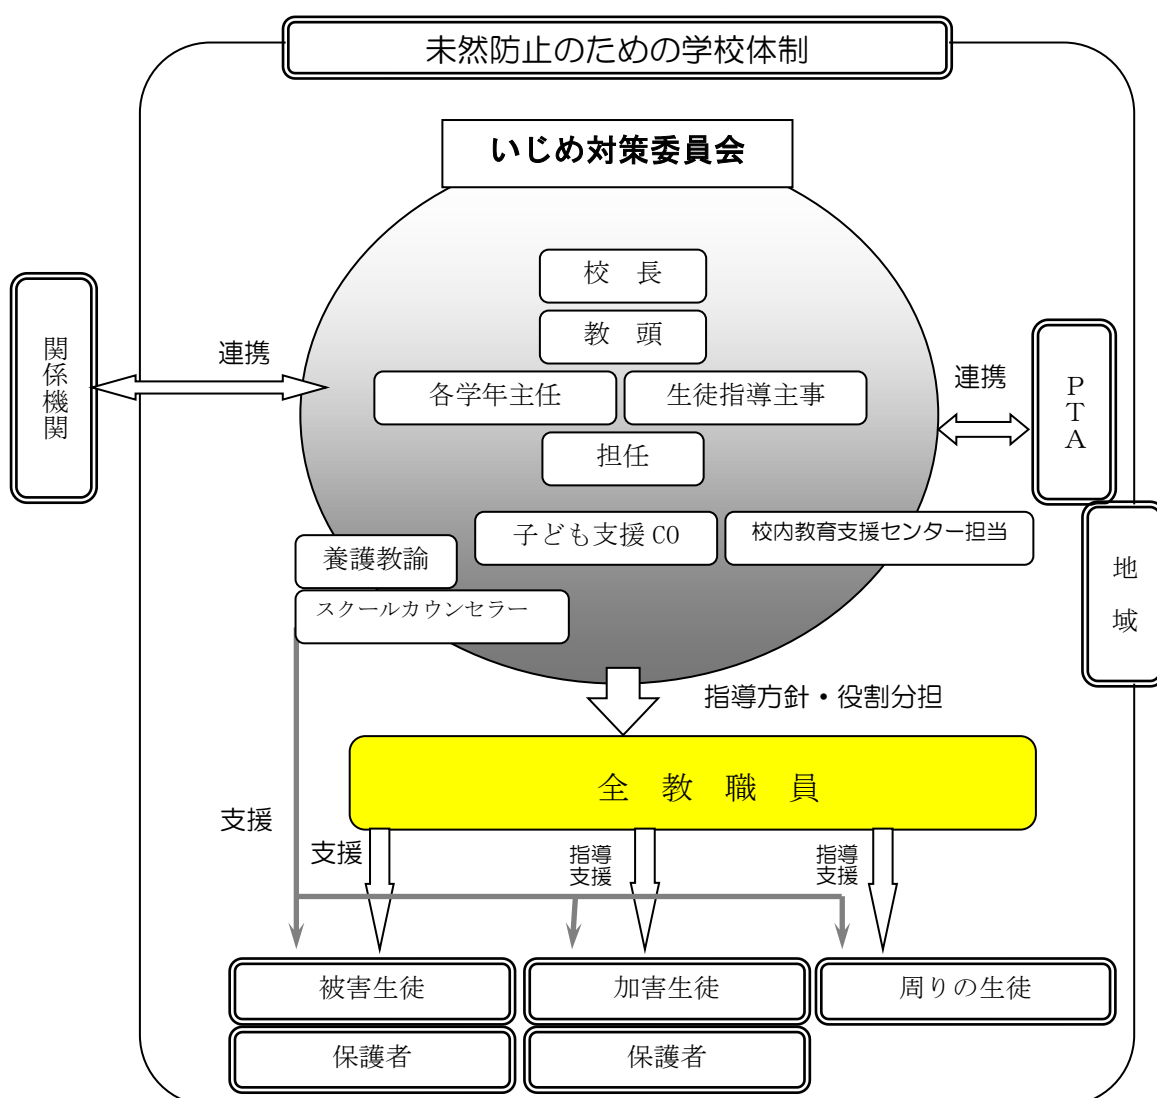 未然防止のための学校体制
いじめ対策委員会
校　長
教　頭
各学年主任
生徒指導主事
担任
子ども支援 CO
校内教育支援センター担当
養護教諭
スクールカウンセラー
関係機関
連携
連携
PTA
地域
指導方針・役割分担
全　教　職　員
支援
支援
指導
支援
指導
支援
被害生徒
加害生徒
周りの生徒
保護者
保護者